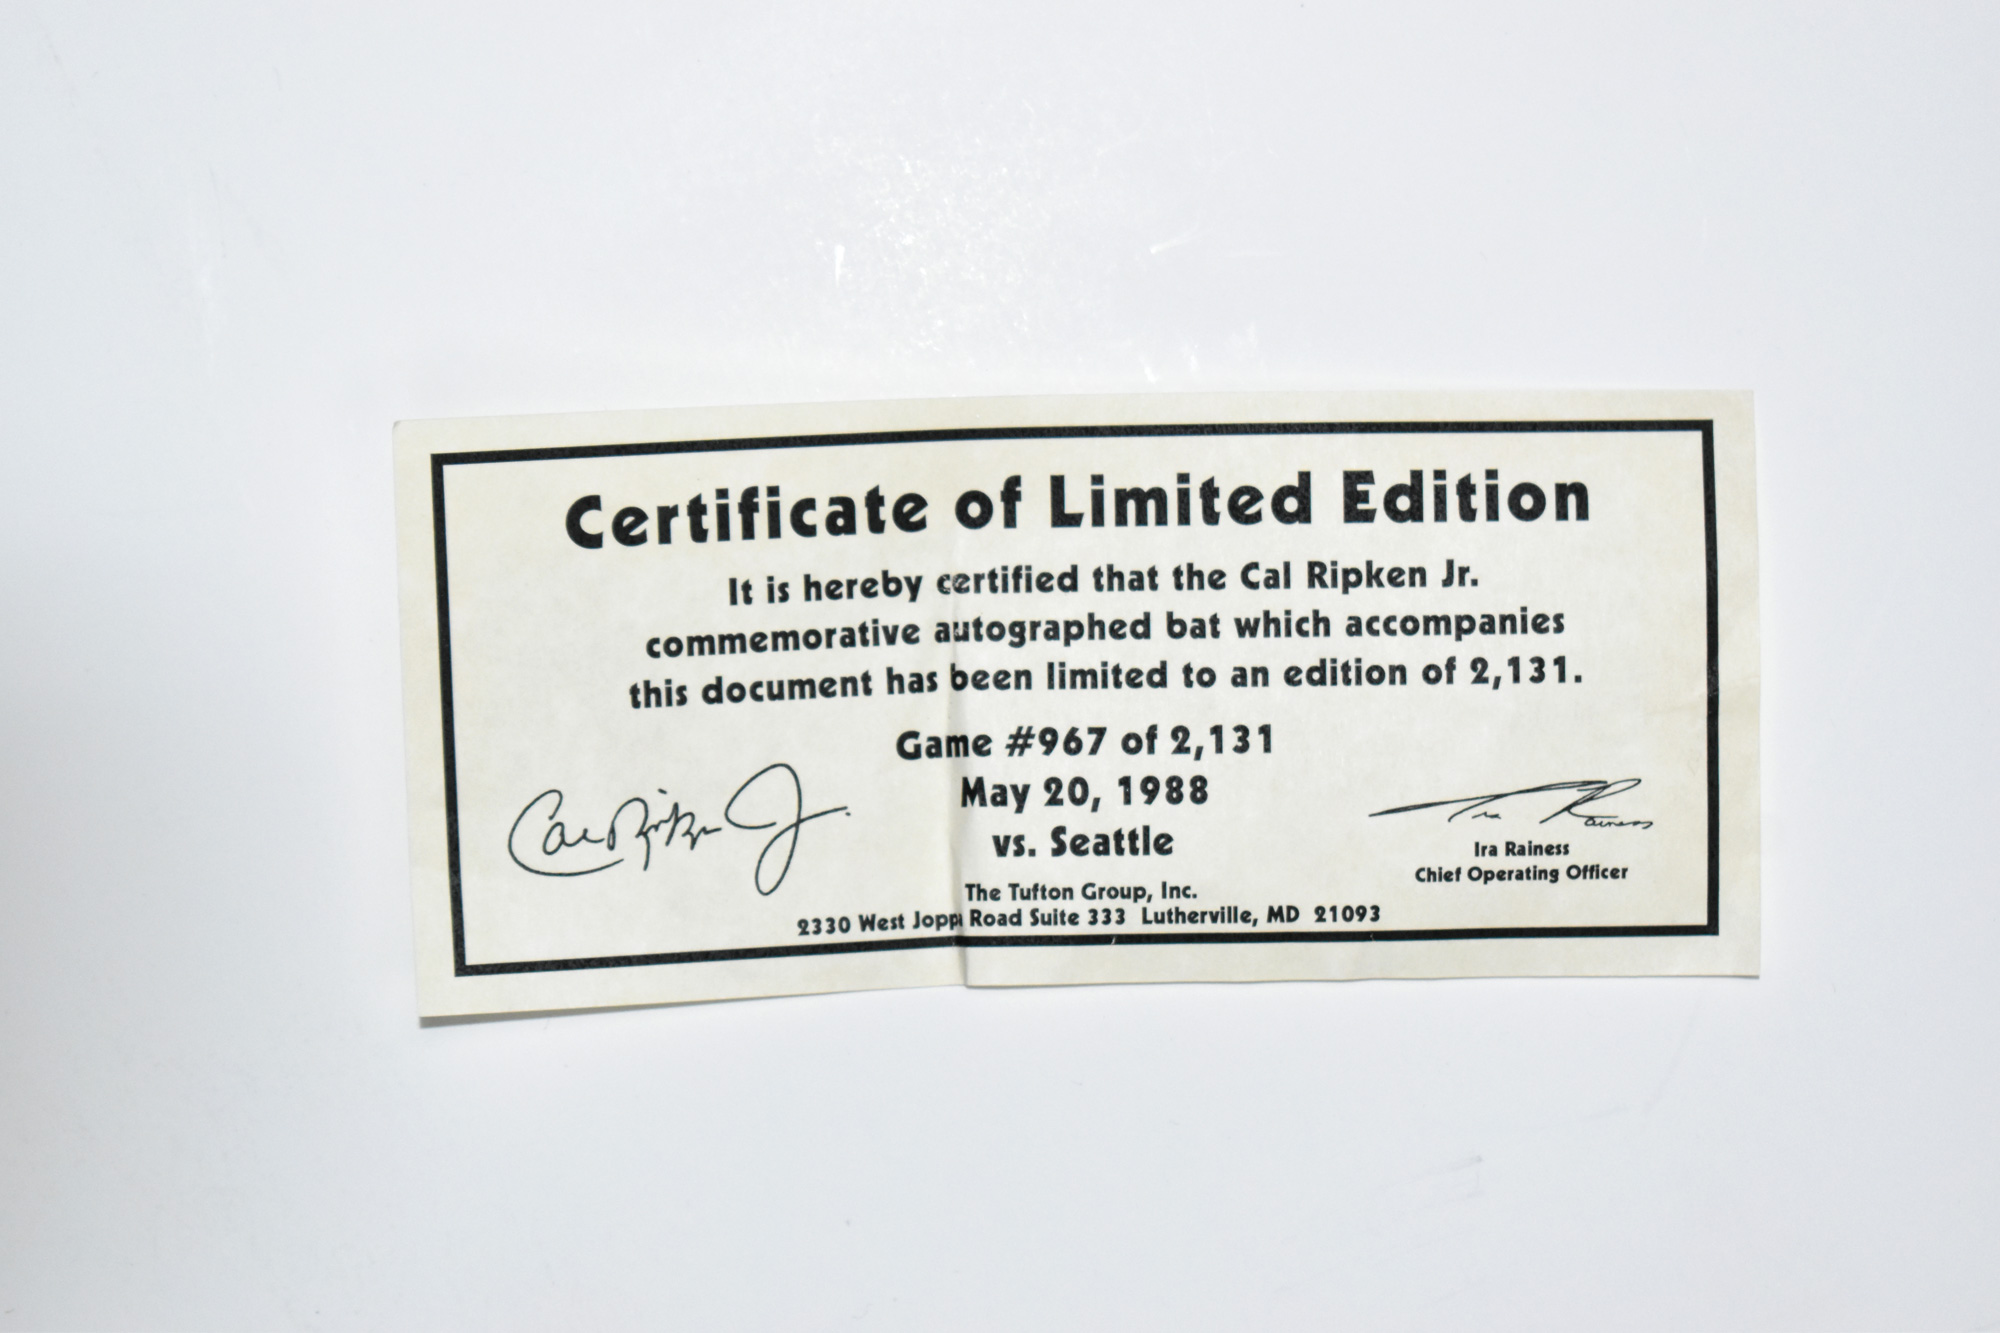 Certificate of Limited Edition
It is hereby certified that the Cal Ripken Jr.
commemorative autographed bat which accompanies
this document has been limited to an edition of 2,131.
Game #967 of 2,131
May 20, 1988
vs. Seattle
Cal Ripken Jr.
Ira Rainess
Ira Rainess
Chief Operating Officer
The Tufton Group, Inc.
2330 West Joppa Road Suite 333 Lutherville, MD 21093